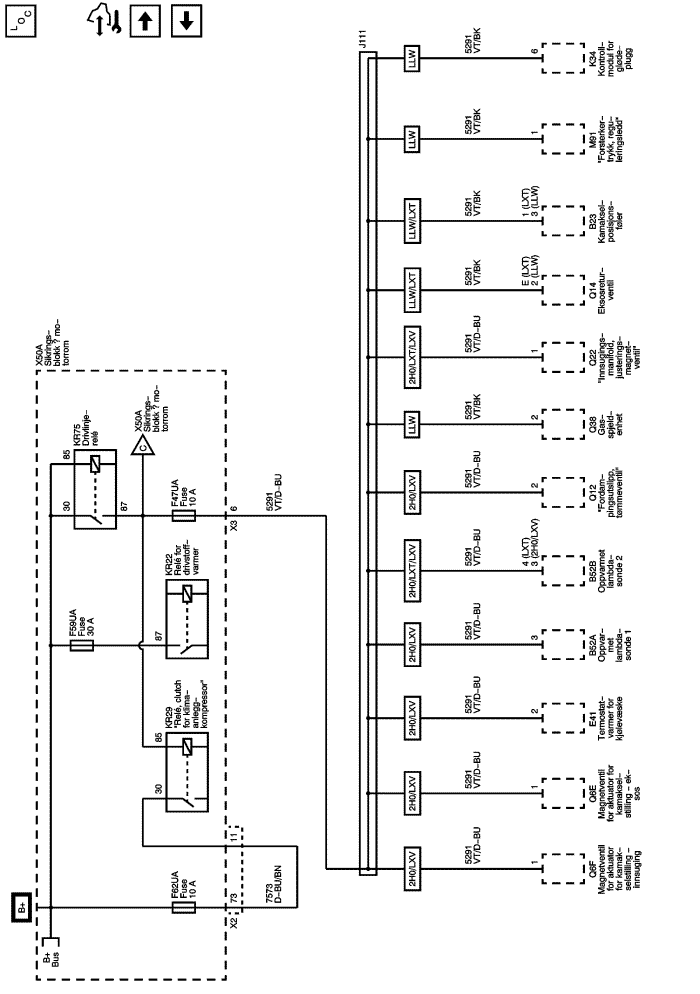 LOC
J111
LLW
5291
VT/BK
6
K34
Kontroll-
modul for
gløde-
plugg
LLW
5291
VT/BK
1
M91
"Forsterker-
trykk, regu-
leringsledd"
LLW/LXT
5291
VT/BK
1 (LXT)
3 (LLW)
B23
Kamaksel-
posisjons-
føler
LLW/LXT
5291
VT/BK
E (LXT)
2 (LLW)
Q14
Eksosretur-
ventil
2H0/LXT/LXV
5291
VT/D-BU
1
Q22
"Innsugings-
manifold,
justerings-
magnet-
ventil"
LLW
5291
VT/BK
2
Q38
Gas-
spjeld-
enhet
2H0/LXV
5291
VT/D-BU
2
Q12
"Fordam-
pingsutslipp,
tømmeventil"
2H0/LXT/LXV
5291
VT/D-BU
4 (LXT)
3 (2H0/LXV)
B52B
Oppvarmet
lambda-
sonde 2
2H0/LXV
5291
VT/D-BU
3
B52A
Oppvar-
met
lambda-
sonde 1
2H0/LXV
5291
VT/D-BU
2
E41
Termostat-
varmer for
kjølevæske
2H0/LXV
5291
VT/D-BU
1
Q6E
Magnetventil
for aktuator for
kamaksel-
stilling – ek-
sos
2H0/LXV
5291
VT/D-BU
1
Q6F
Magnetventil
for aktuator
for kamak-
selstilling –
innsuging
X50A
Sikrings-
blokk ? mo-
torrom
KR75
Drivlinje-
relé
85
30
87
X50A
Sikrings-
blokk ? mo-
torrom
C
F47UA
Fuse
10 A
6
X3
5291
VT/D-BU
F59UA
Fuse
30 A
KR22
Relé for
drivstoff-
varmer
87
KR29
"Relé, clutch
for klima-
anlegg-
kompressor"
85
30
11
F62UA
Fuse
10 A
73
X2
7573
D-BU/BN
B+
B+
Bus